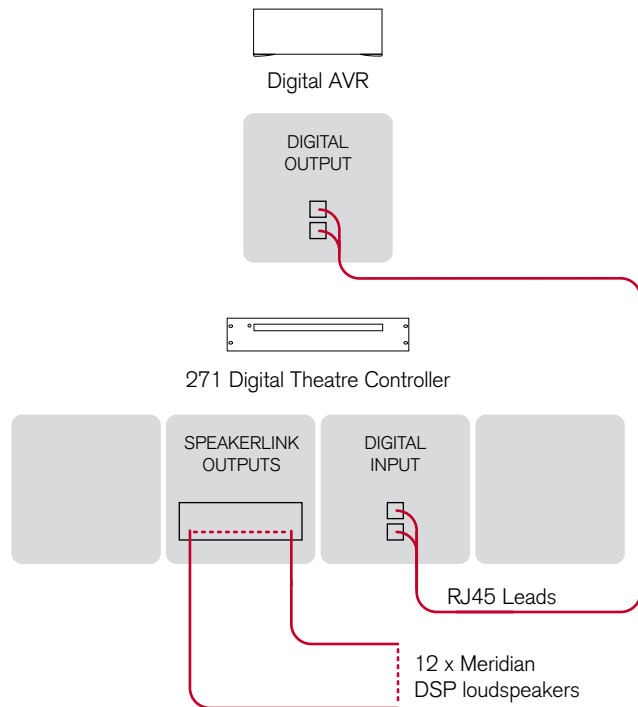 Digital AVR
DIGITAL
OUTPUT
271 Digital Theatre Controller
SPEAKERLINK
OUTPUTS
DIGITAL
INPUT
RJ45 Leads
12 x Meridian
DSP loudspeakers